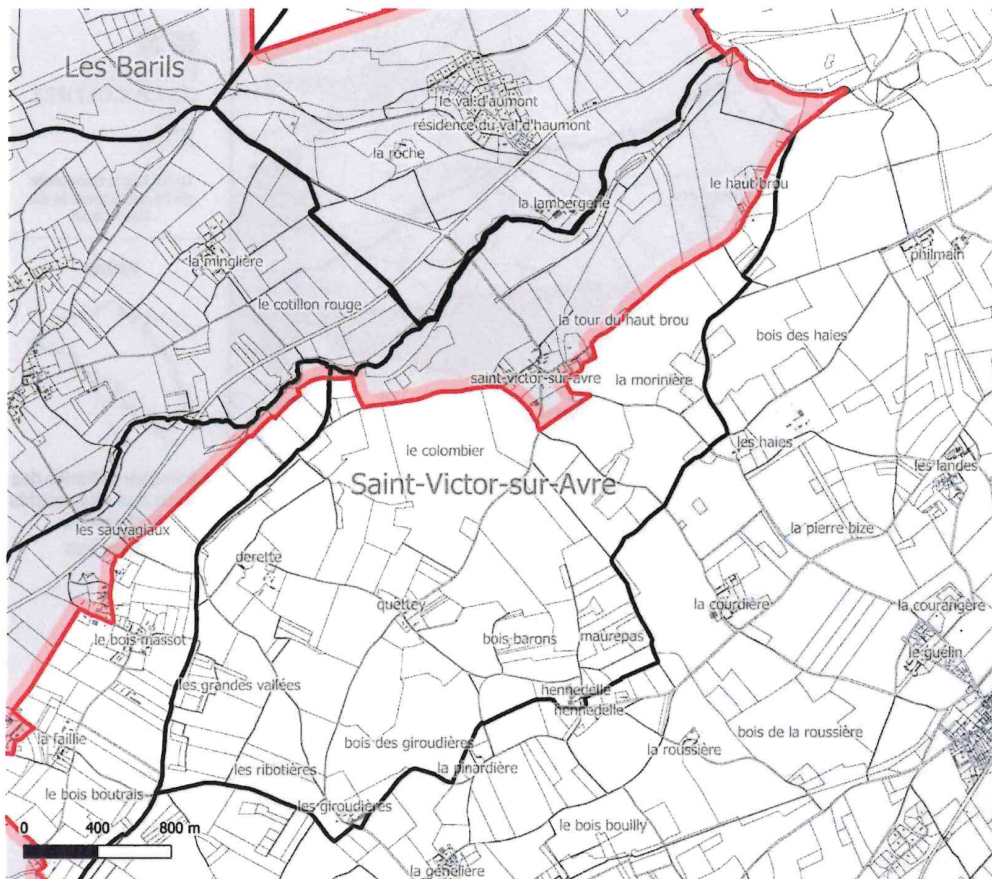 Les Barils
le val d'aumont
résidence du val d'haumont
la roche
le haut brou
la lambergerie
philmain
la minglière
le cotillon rouge
la tour du haut brou
bois des haies
saint-victor-sur-avre
la morinière
les haies
le colombier
les landes
Saint-Victor-sur-Avre
la pierre bize
les sauvagiaux
derette
quettey
la courdière
la courangère
le bois massot
bois barons
maurepas
le guélin
les grandes vallées
hennedelle
hennedelle
la faillie
bois des giroudières
la roussière
bois de la roussière
les ribotières
la pinardière
le bois boutrais
les giroudières
le bois bouilly
0 400 800 m
la genelière